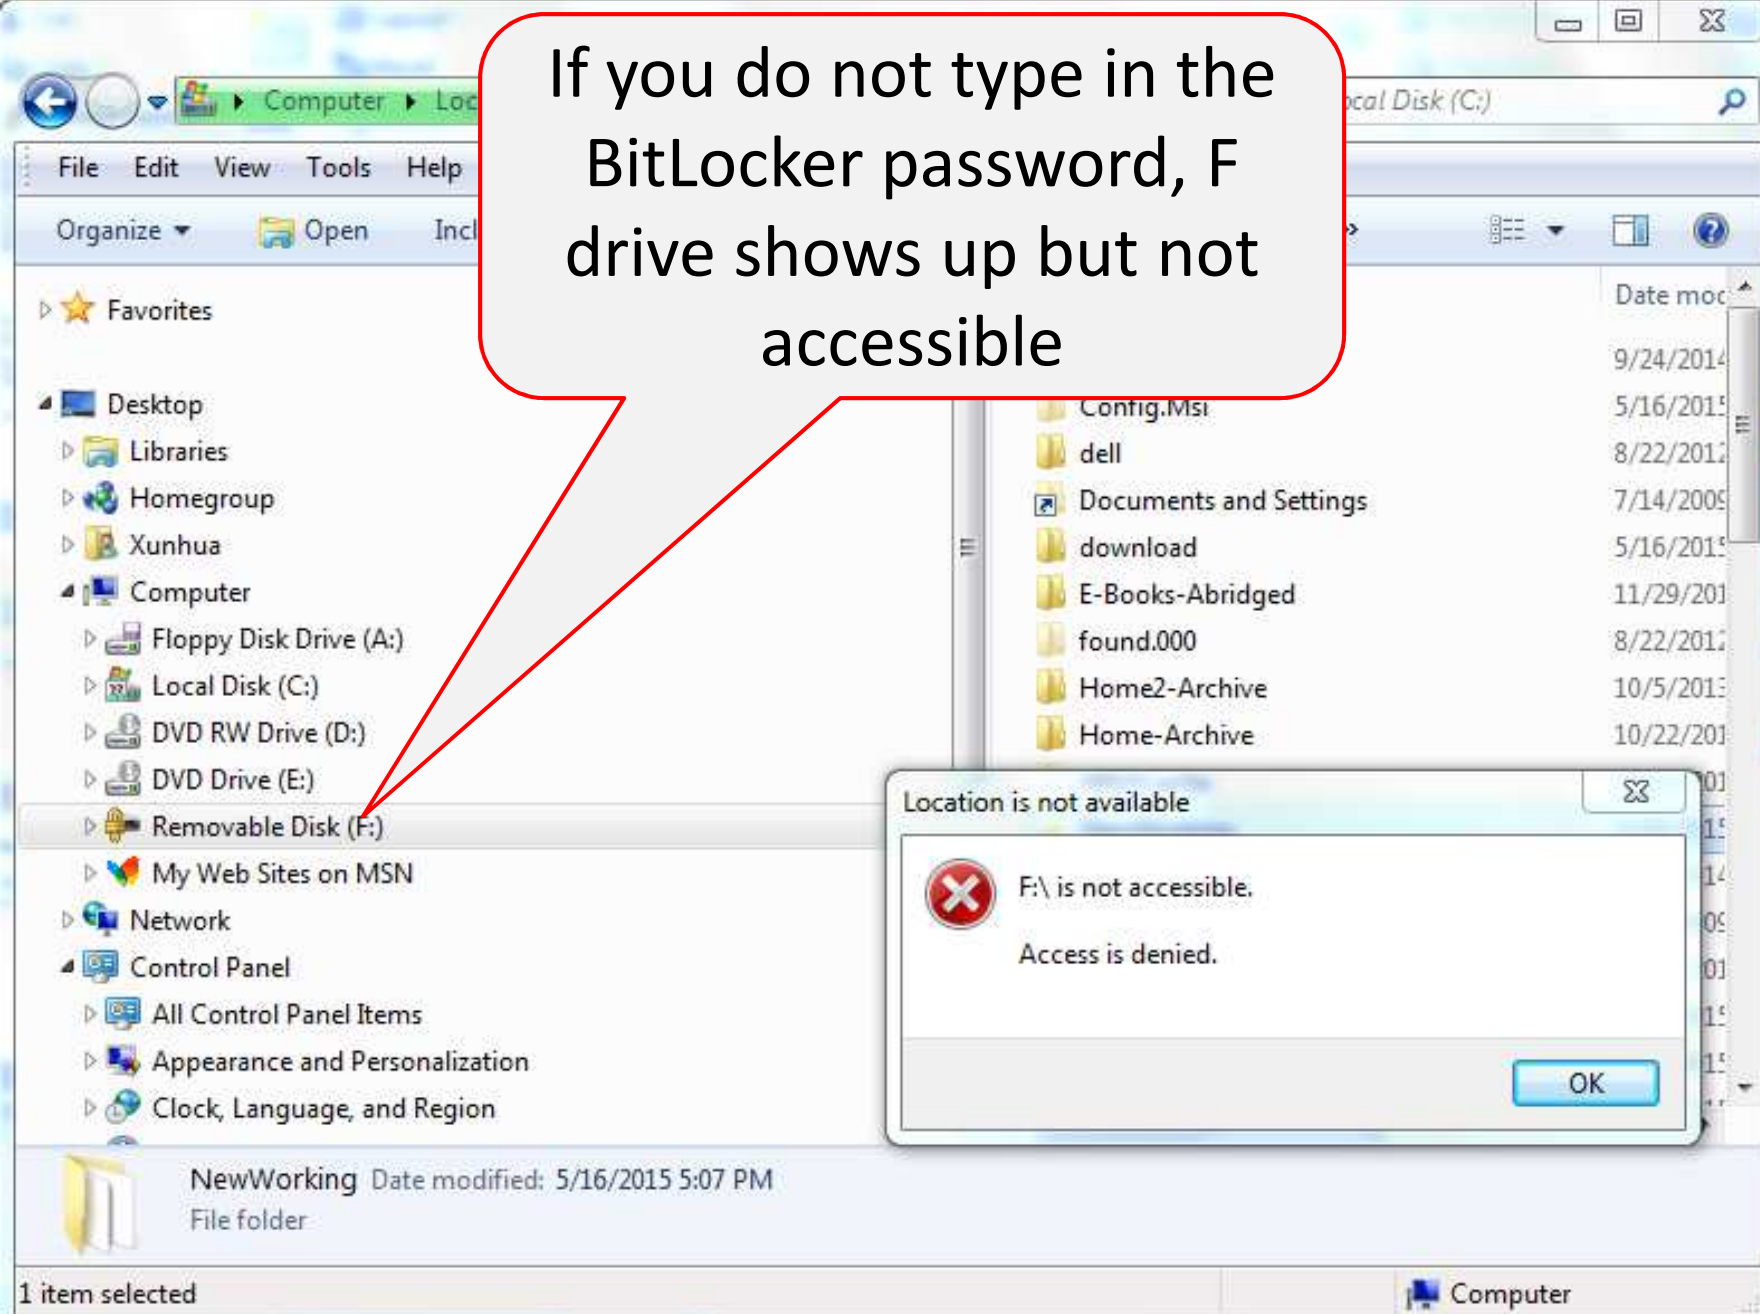 If you do not type in the
BitLocker password, F
drive shows up but not
accessible
Computer
ocal Disk (C:)
File Edit View Tools Help
Organize Open
Favorites
Desktop
Libraries
Homegroup
Xunhua
Computer
Floppy Disk Drive (A:)
Local Disk (C:)
DVD RW Drive (D:)
DVD Drive (E:)
Removable Disk (F:)
My Web Sites on MSN
Network
Control Panel
All Control Panel Items
Appearance and Personalization
Clock, Language, and Region
Date
9/24/2014
Config.Msi 5/16/2015
dell 8/22/2012
Documents and Settings 7/14/2009
download 5/16/2015
E-Books-Abridged 11/29/201
found.000 8/22/2012
Home2-Archive 10/5/2013
Home-Archive 10/22/201
Location is not available
F:\ is not accessible.
Access is denied.
OK
NewWorking Date modified: 5/16/2015 5:07 PM
File folder
1 item selected
Computer